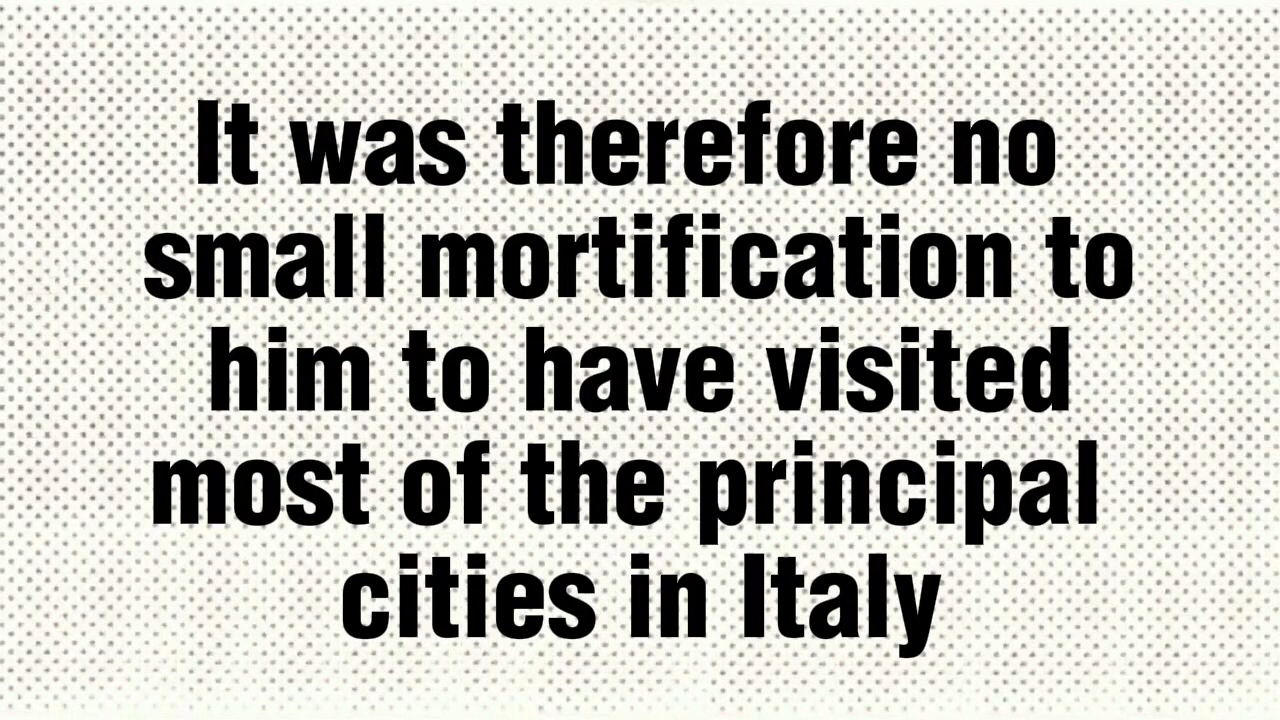 It was therefore no
small mortification to
him to have visited
most of the principal
cities in Italy